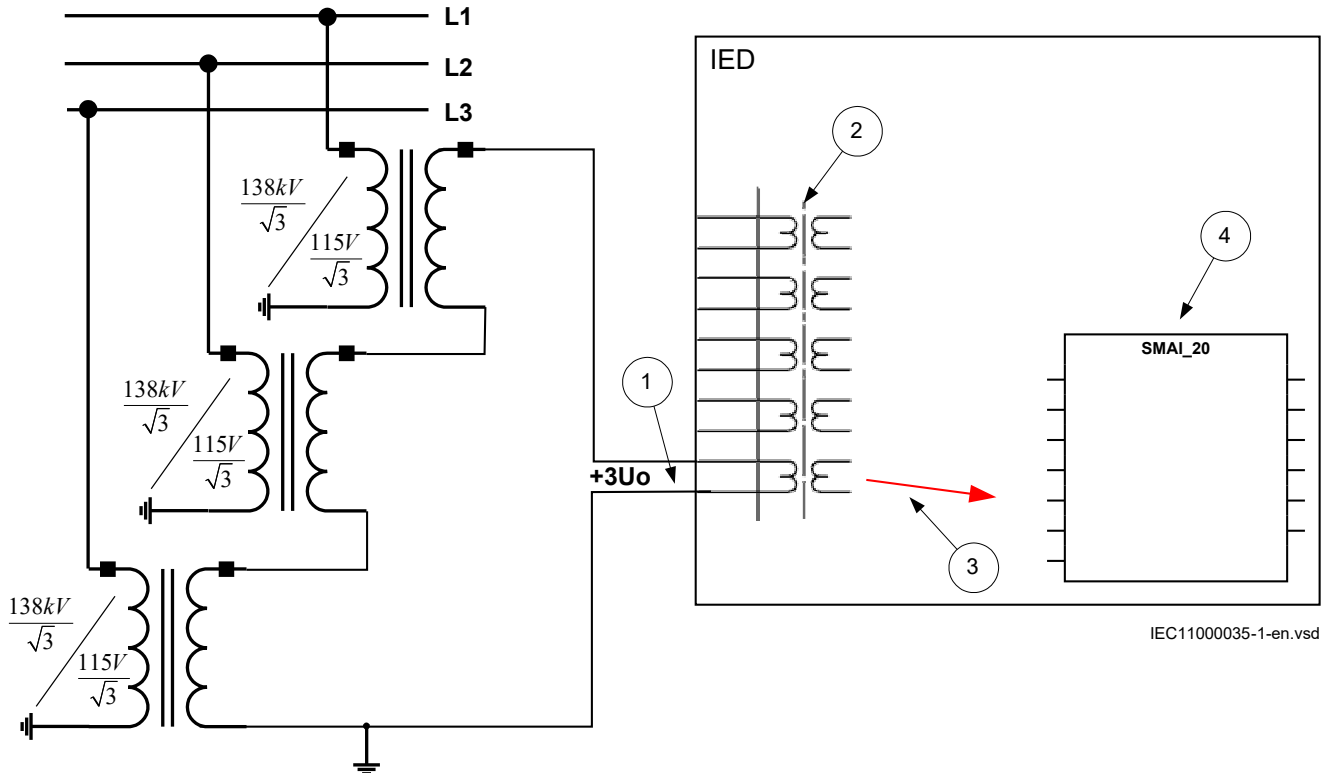 L1
L2
L3
IED
2
138kV
√3
115V
√3
4
SMAI_20
138kV
√3
115V
√3
1
+3Uo
3
138kV
√3
115V
√3
IEC11000035-1-en.vsd